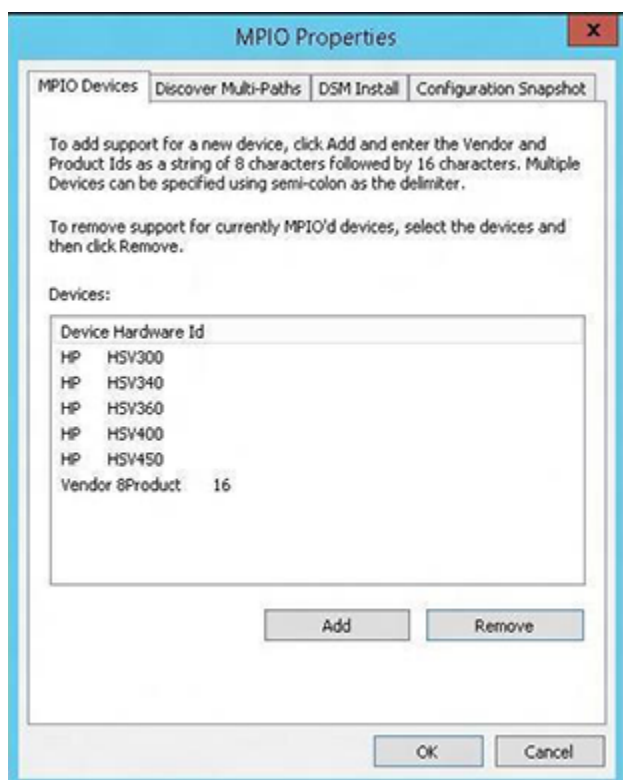 MPIO Properties
x
MPIO Devices Discover Multi-Paths DSM Install Configuration Snapshot
To add support for a new device, click Add and enter the Vendor and
Product Ids as a string of 8 characters followed by 16 characters. Multiple
Devices can be specified using semi-colon as the delimiter.
To remove support for currently MPIO'd devices, select the devices and
then click Remove.
Devices:
Device Hardware Id
HP HSV300
HP HSV340
HP HSV360
HP HSV400
HP HSV450
Vendor 8Product 16
Add Remove
OK Cancel